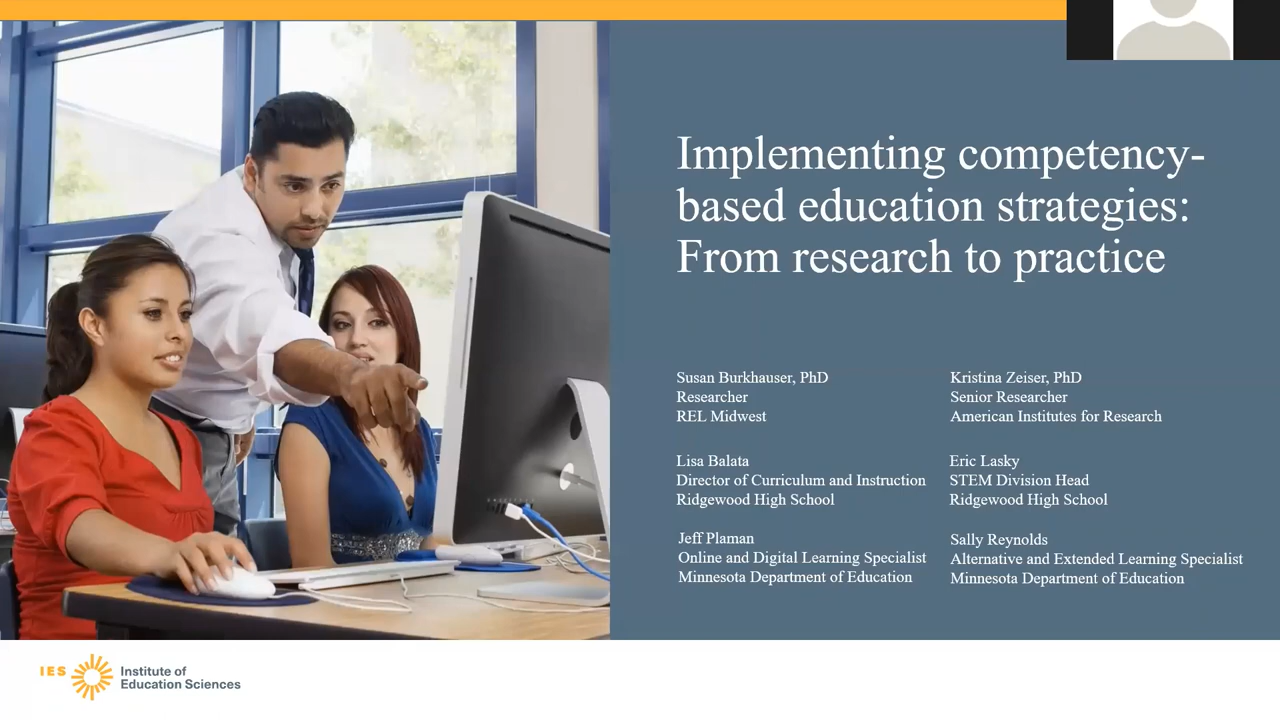 Implementing competency-
based education strategies:
From research to practice
Susan Burkhauser, PhD
Researcher
REL Midwest
Kristina Zeiser, PhD
Senior Researcher
American Institutes for Research
Lisa Balata
Director of Curriculum and Instruction
Ridgewood High School
Eric Lasky
STEM Division Head
Ridgewood High School
Jeff Plaman
Online and Digital Learning Specialist
Minnesota Department of Education
Sally Reynolds
Alternative and Extended Learning Specialist
Minnesota Department of Education
IES
Institute of
Education Sciences